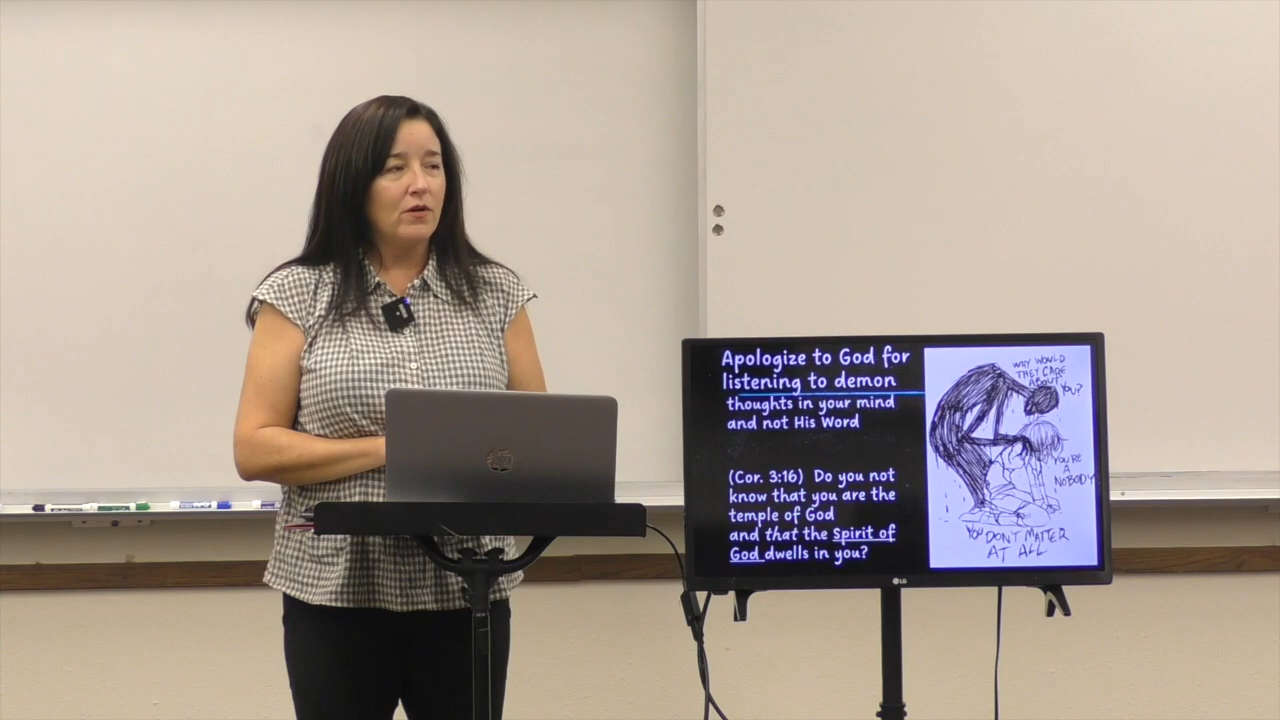 Apologize to God for
listening to demon
thoughts in your mind
and not His Word
(Cor. 3:16) Do you not
know that you are the
temple of God
and that the Spirit of
God dwells in you?
WHY WOULD
THEY CARE
ABOUT
YOU?
YOU'RE
A
NOBODY
YOU DON'T MATTER
AT ALL
LG
hp